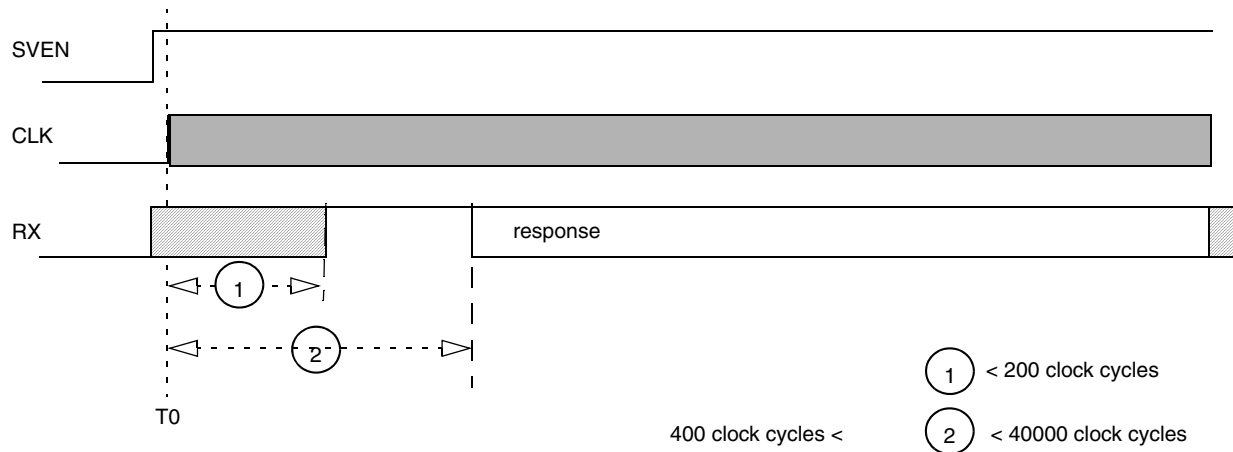 SVEN
CLK
RX
response
1
2
T0
1 < 200 clock cycles
400 clock cycles < 2 < 40000 clock cycles